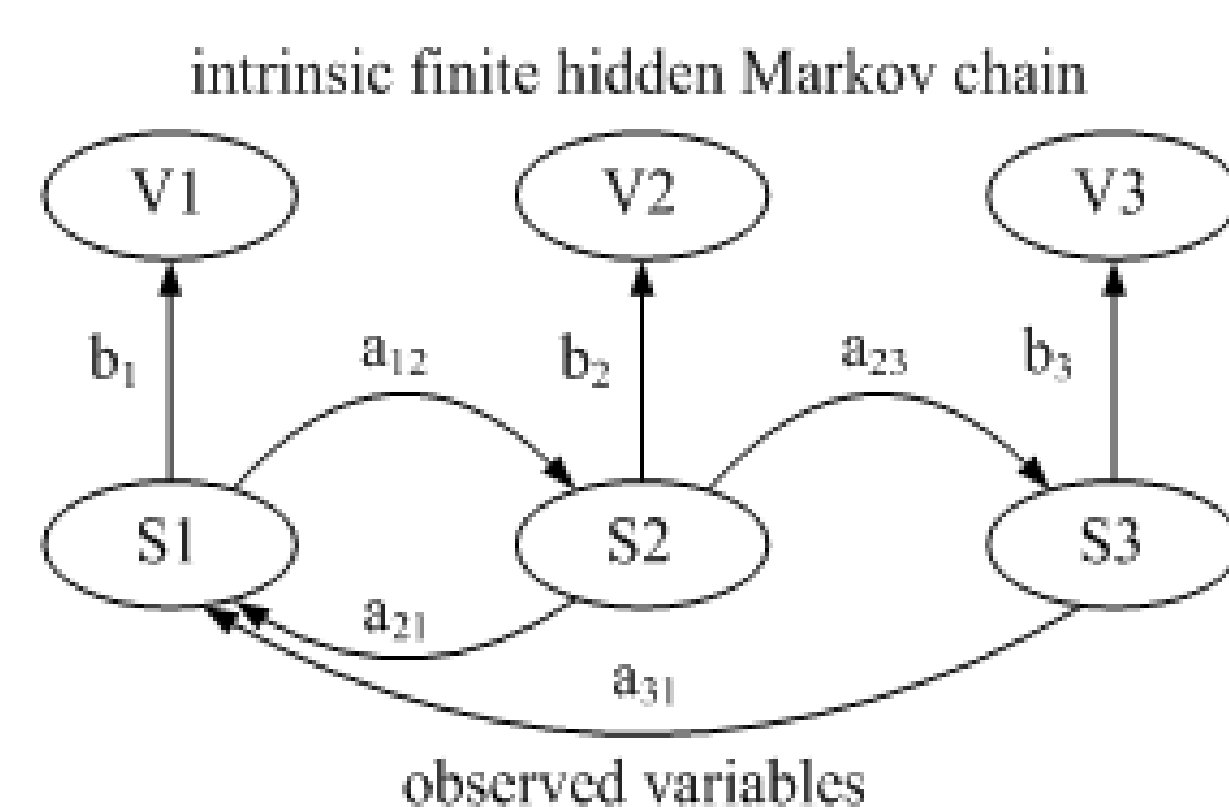 intrinsic finite hidden Markov chain
V1 V2 V3
b₁ a₁₂ b₂ a₂₃ b₃
S1 S2 S3
a₂₁
a₃₁
observed variables